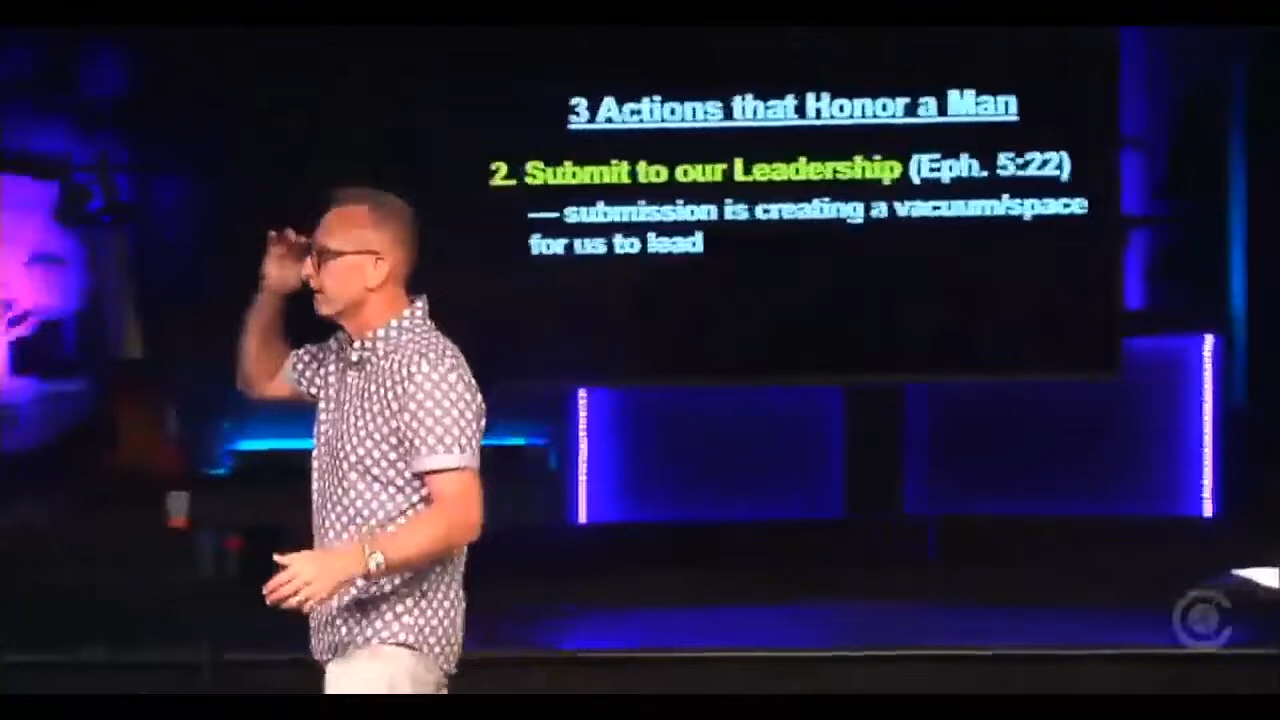 3 Actions that Honor a Man
2. Submit to our Leadership (Eph. 5:22)
— submission is creating a vacuum/space
for us to lead